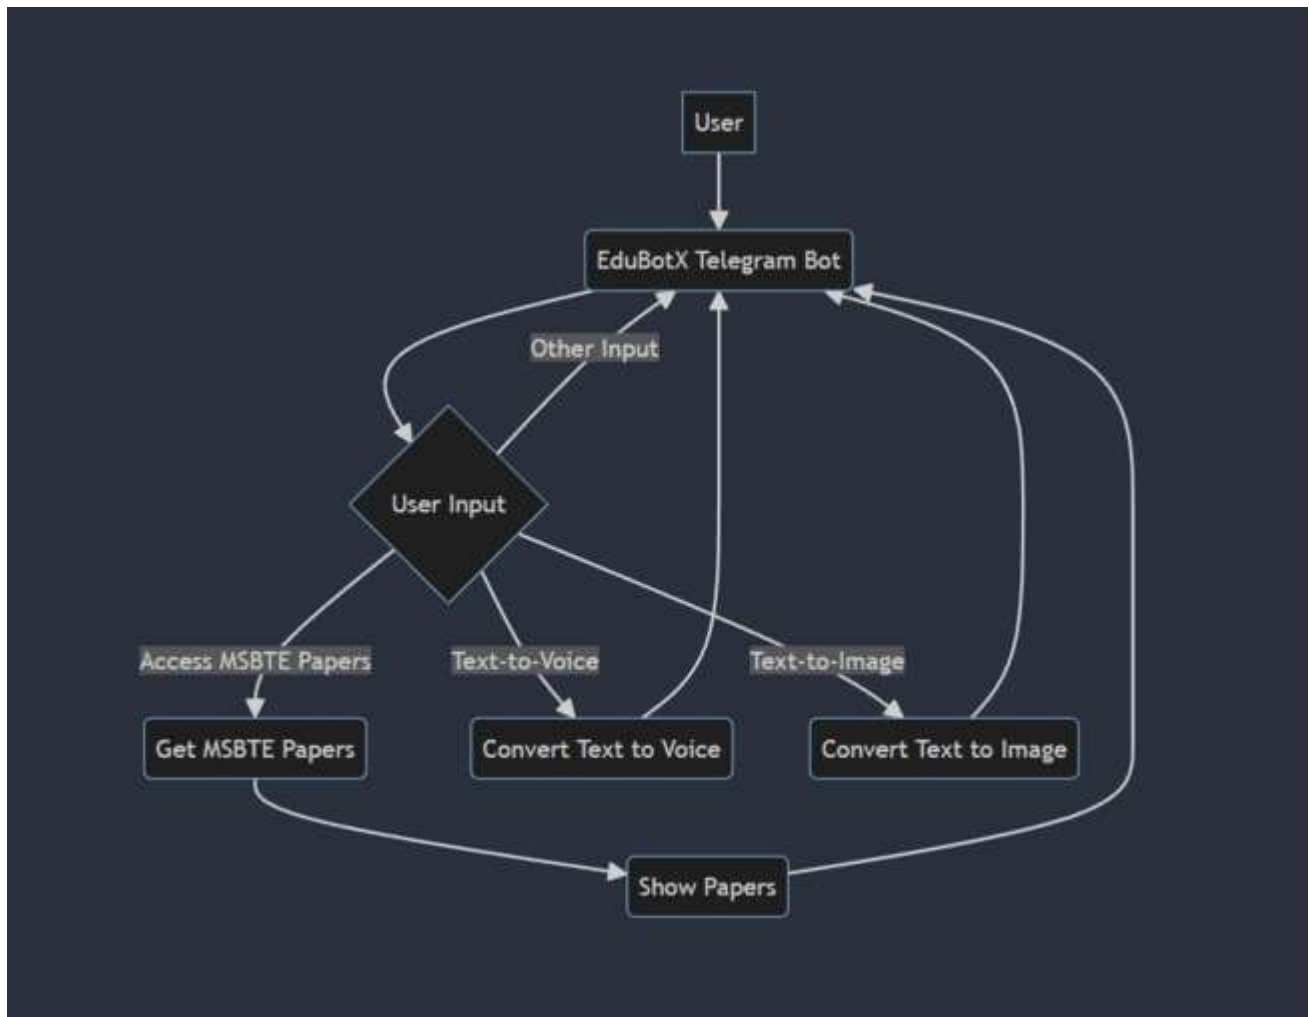 User
EduBotX Telegram Bot
Other Input
User Input
Access MSBTE Papers
Text-to-Voice
Text-to-Image
Get MSBTE Papers
Convert Text to Voice
Convert Text to Image
Show Papers